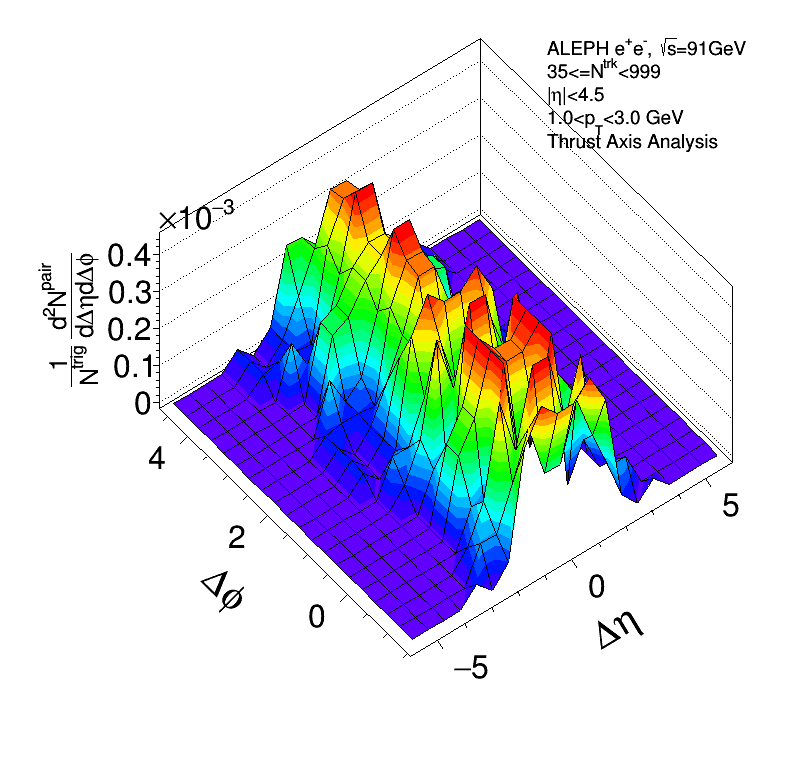 ALEPH e⁺e⁻, √s=91GeV
35<=N^trk<999
|η|<4.5
1.0<p_T<3.0 GeV
Thrust Axis Analysis
×10⁻³
1/N^trig d²N^pair/dΔηdΔφ
0.4
0.3
0.2
0.1
0
4
2
0
Δϕ
−5
0
5
Δη